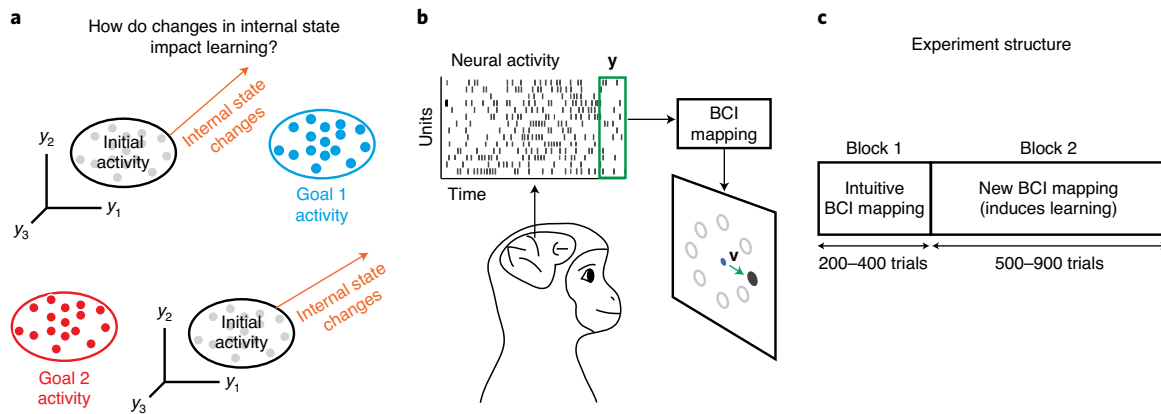 a
How do changes in internal state
impact learning?
Internal state
changes
Initial
activity
y2
y1
y3
Goal 1
activity
Internal state
changes
Initial
activity
y2
y1
y3
Goal 2
activity
b
Neural activity
y
Units
Time
BCI
mapping
v
c
Experiment structure
Block 1
Block 2
Intuitive
BCI mapping
New BCI mapping
(induces learning)
200–400 trials
500–900 trials